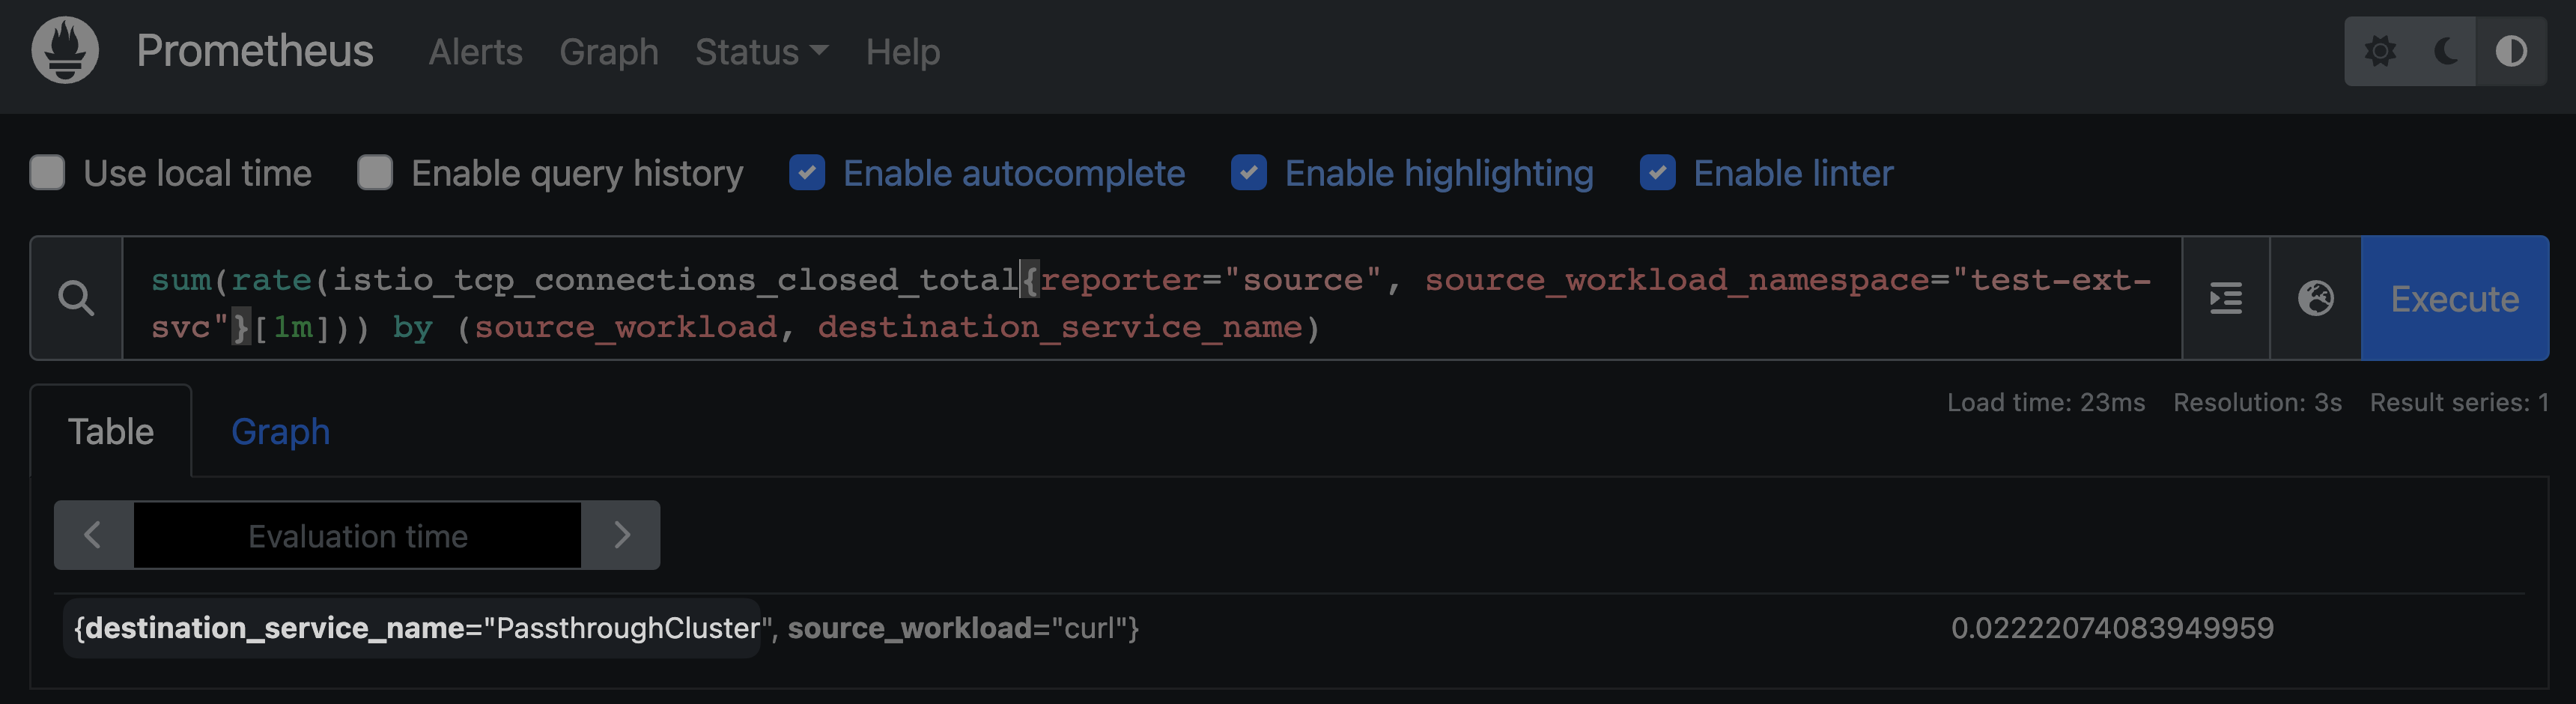 Prometheus Alerts Graph Status Help
Use local time Enable query history Enable autocomplete Enable highlighting Enable linter
sum(rate(istio_tcp_connections_closed_total{reporter="source", source_workload_namespace="test-ext-
svc"}[1m])) by (source_workload, destination_service_name)
Execute
Load time: 23ms Resolution: 3s Result series: 1
Table Graph
Evaluation time
{destination_service_name="PassthroughCluster", source_workload="curl"} 0.02222074083949959